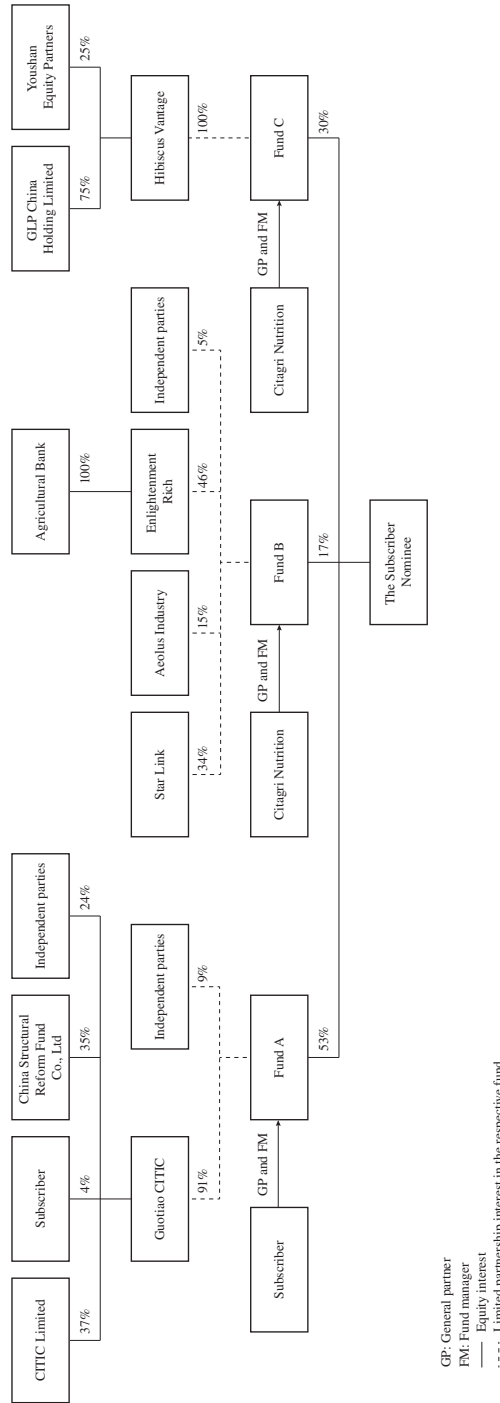 CITIC Limited
Subscriber
China Structural
Reform Fund
Co., Ltd
Independent parties
Agricultural Bank
GLP China
Holding Limited
Youshan
Equity Partners
37%
4%
35%
24%
100%
75%
25%
Guotiao CITIC
Independent parties
Star Link
Aeolus Industry
Enlightenment
Rich
Independent parties
Hibiscus Vantage
91%
9%
34%
15%
46%
5%
100%
Subscriber
GP and FM
Fund A
Citagri Nutrition
GP and FM
Fund B
Citagri Nutrition
GP and FM
Fund C
53%
17%
30%
The Subscriber
Nominee
GP: General partner
FM: Fund manager
Equity interest
Limited partnership interest in the respective fund